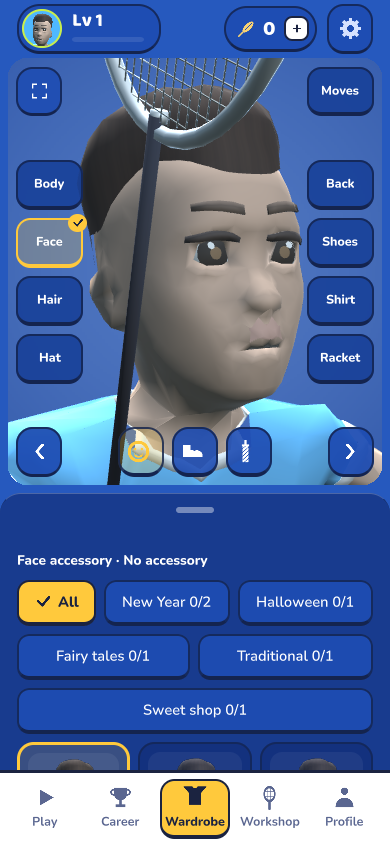 Lv 1
0
+
Moves
Body
Back
Face
Shoes
Hair
Shirt
Hat
Racket
Face accessory · No accessory
All
New Year 0/2
Halloween 0/1
Fairy tales 0/1
Traditional 0/1
Sweet shop 0/1
Play
Career
Wardrobe
Workshop
Profile